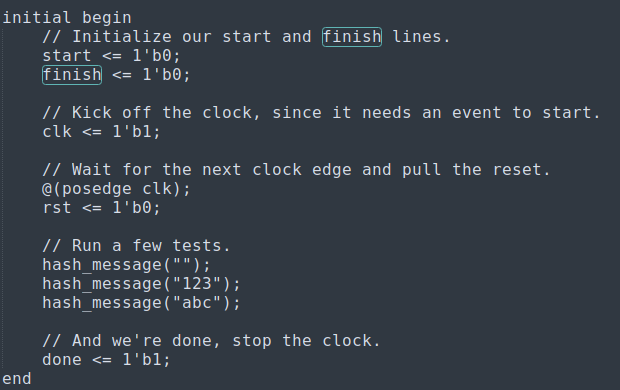 initial begin
    // Initialize our start and finish lines.
    start <= 1'b0;
    finish <= 1'b0;

    // Kick off the clock, since it needs an event to start.
    clk <= 1'b1;

    // Wait for the next clock edge and pull the reset.
    @(posedge clk);
    rst <= 1'b0;

    // Run a few tests.
    hash_message("");
    hash_message("123");
    hash_message("abc");

    // And we're done, stop the clock.
    done <= 1'b1;
end